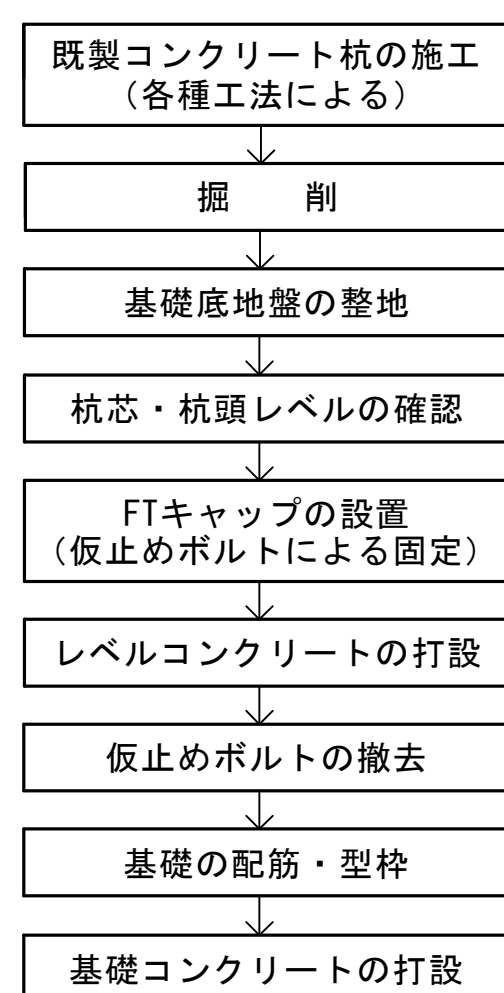 既製コンクリート杭の施工
（各種工法による）
掘　　削
基礎底地盤の整地
杭芯・杭頭レベルの確認
FTキャップの設置
（仮止めボルトによる固定）
レベルコンクリートの打設
仮止めボルトの撤去
基礎の配筋・型枠
基礎コンクリートの打設